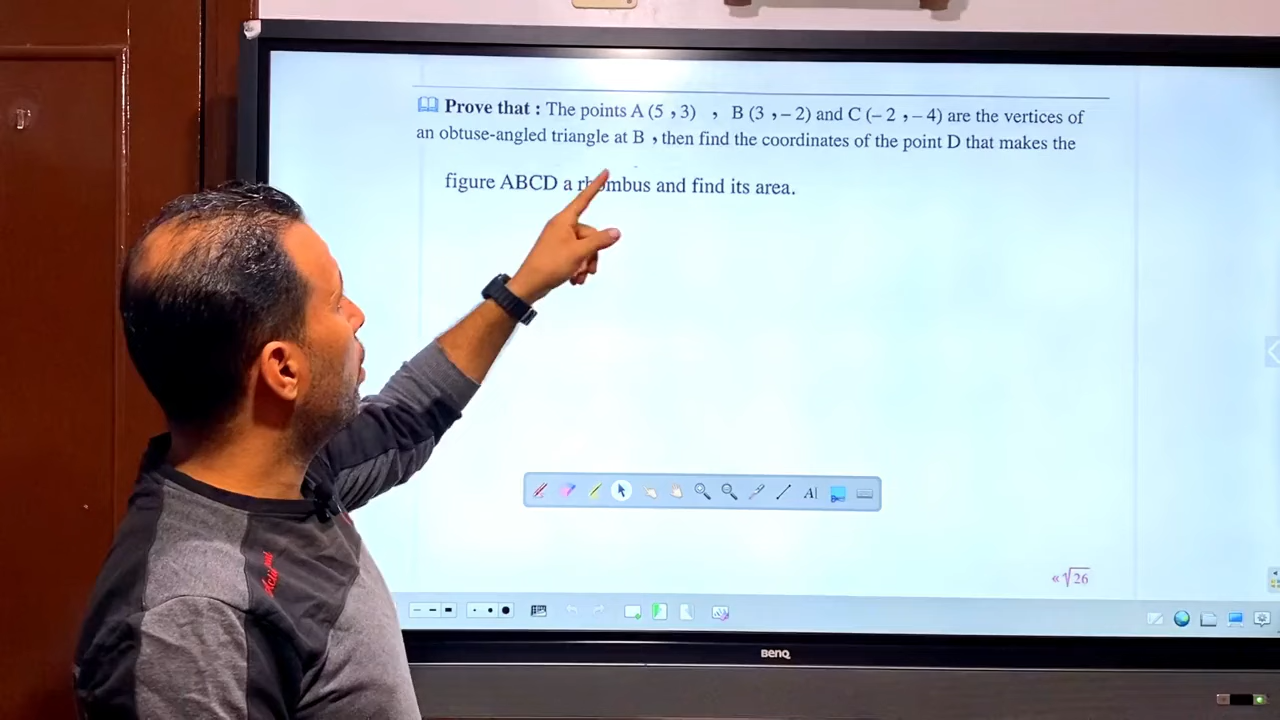 Prove that : The points A (5 , 3) , B (3 , – 2) and C (– 2 , – 4) are the vertices of
an obtuse-angled triangle at B , then find the coordinates of the point D that makes the
figure ABCD a rhombus and find its area.
A|
« √26
BenQ